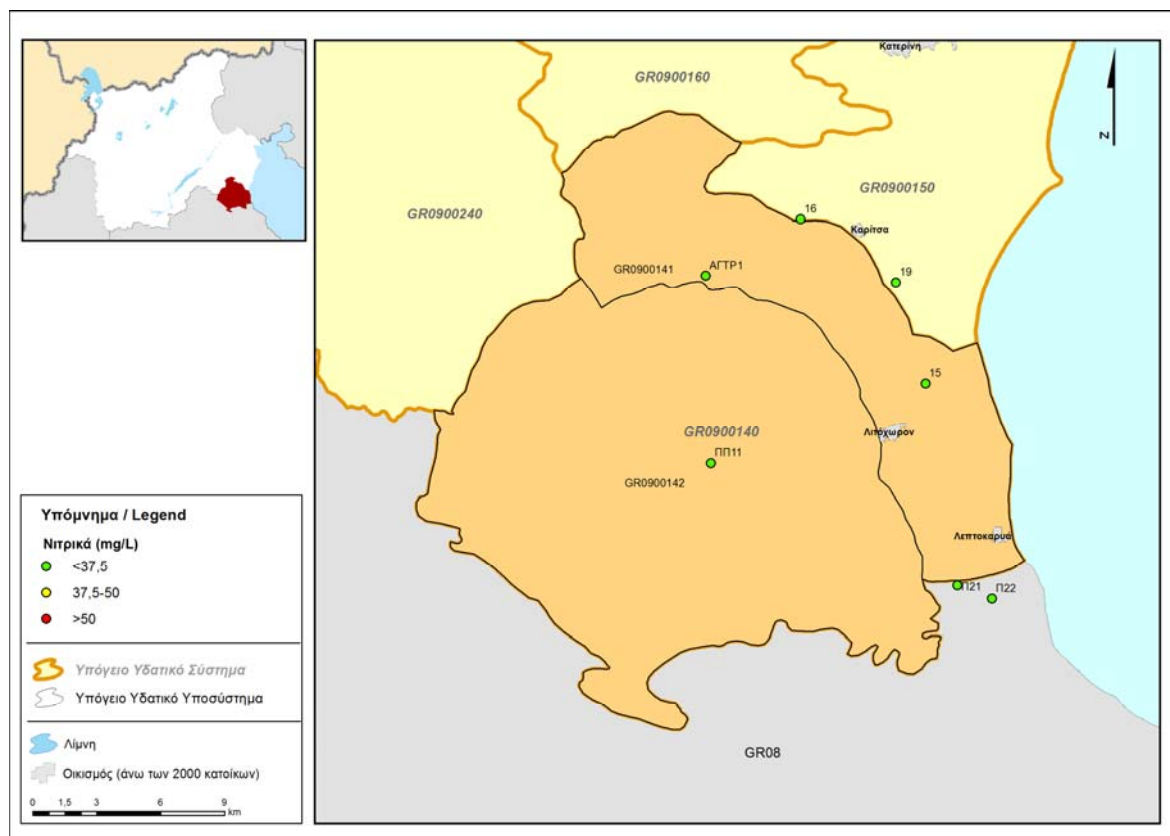 Κατερίνη
GR0900160
GR0900150
GR0900240
16
Καρίτσα
ΑΓΤΡ1
GR0900141
19
15
Λιτόχωρον
GR0900140
ΠΠ11
GR0900142
Λεπτοκαρυά
Π21
Π22
GR08
N
Υπόμνημα / Legend
Νιτρικά (mg/L)
<37,5
37,5-50
>50
Υπόγειο Υδατικό Σύστημα
Υπόγειο Υδατικό Υποσύστημα
Λίμνη
Οικισμός (άνω των 2000 κατοίκων)
0 1,5 3 6 9
km